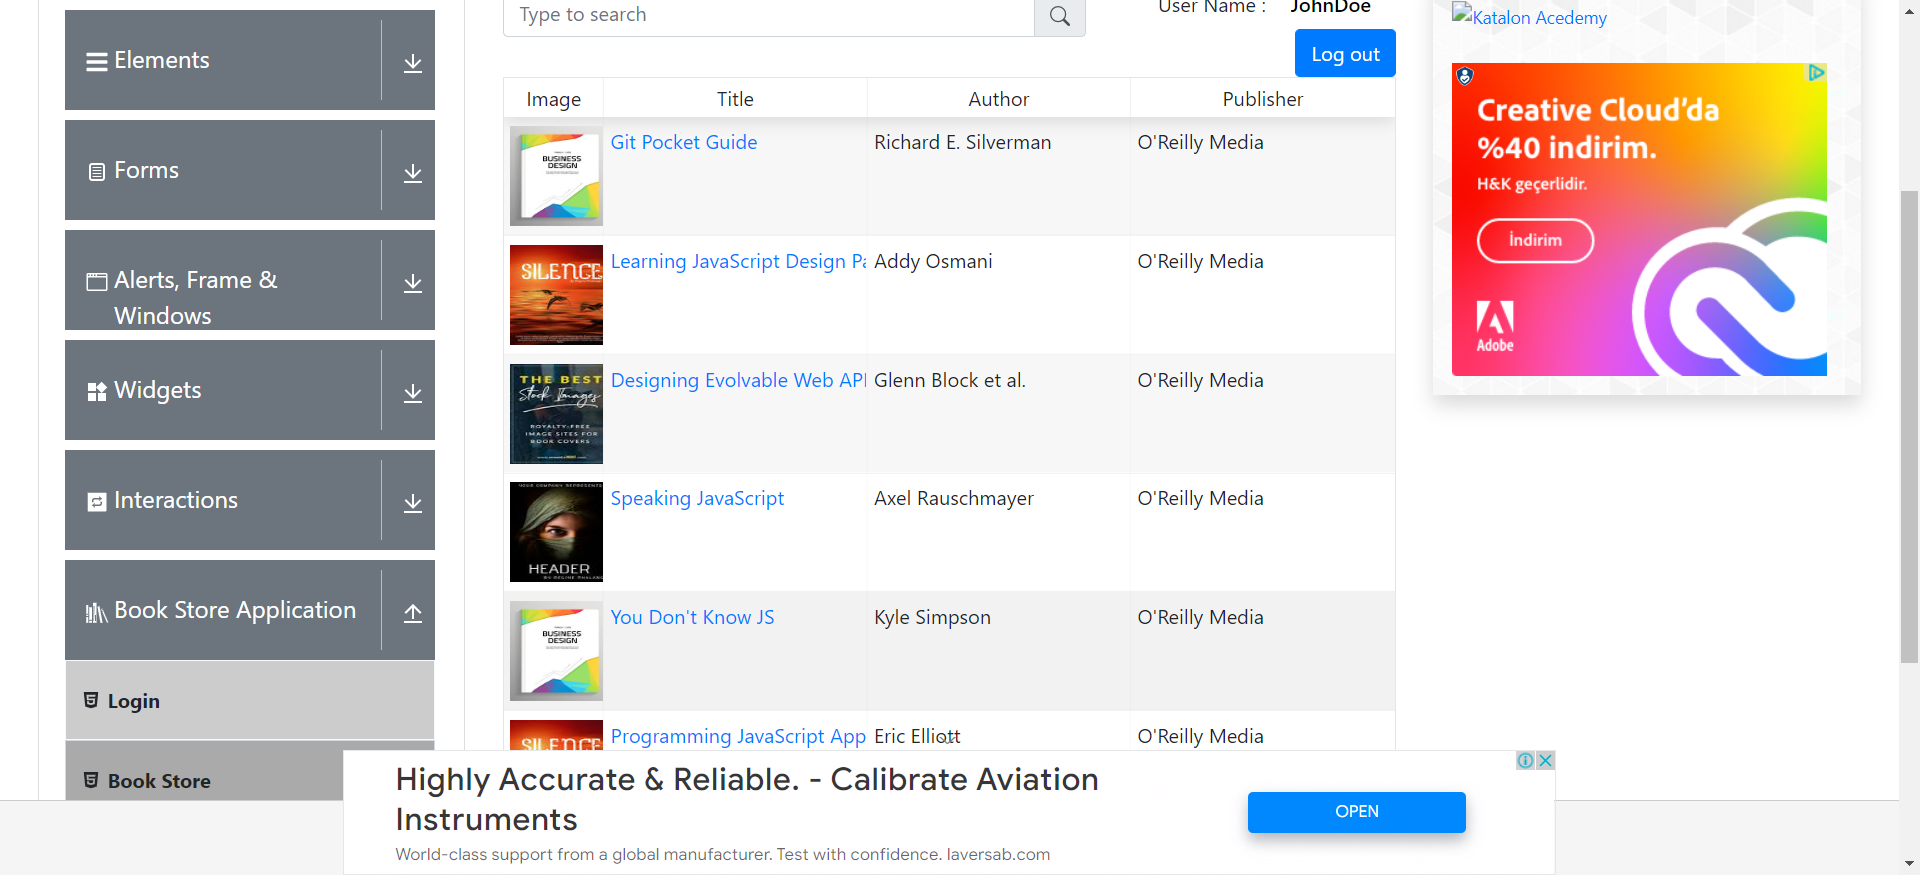 Type to search
User Name :
JohnDoe
Log out
Elements
Forms
Alerts, Frame &
Windows
Widgets
Interactions
Book Store Application
Login
Book Store
Image
Title
Author
Publisher
BUSINESS
DESIGN
Git Pocket Guide
Richard E. Silverman
O'Reilly Media
SILENCE
Learning JavaScript Design Pa
Addy Osmani
O'Reilly Media
THE BEST
Stock Images
ROYALTY-FREE
IMAGE SITES FOR
BOOK COVERS
Designing Evolvable Web API
Glenn Block et al.
O'Reilly Media
YOUR COMPANY REPRESENTS
HEADER
Speaking JavaScript
Axel Rauschmayer
O'Reilly Media
BUSINESS
DESIGN
You Don't Know JS
Kyle Simpson
O'Reilly Media
SILENCE
Programming JavaScript App
Eric Elliott
O'Reilly Media
Katalon Acedemy
Creative Cloud'da
%40 indirim.
H&K geçerlidir.
İndirim
Adobe
Highly Accurate & Reliable. - Calibrate Aviation
Instruments
World-class support from a global manufacturer. Test with confidence. laversab.com
OPEN